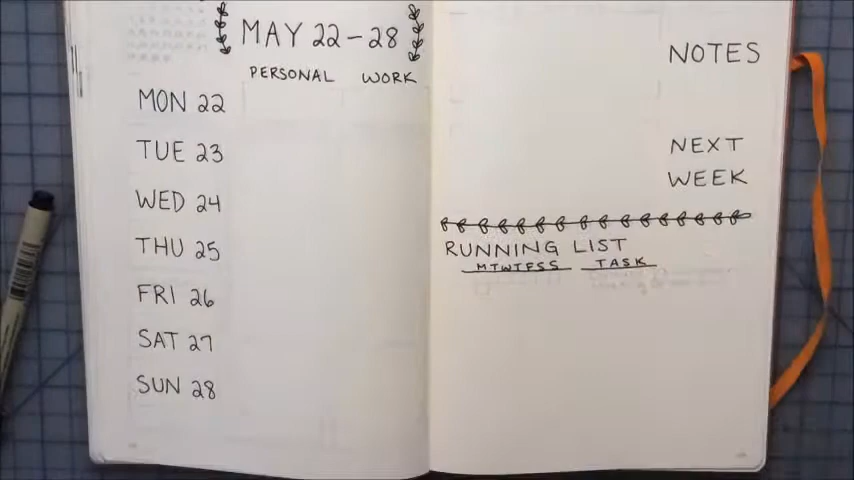 MAY 22-28
PERSONAL WORK
MON 22
TUE 23
WED 24
THU 25
FRI 26
SAT 27
SUN 28
NOTES
NEXT
WEEK
RUNNING LIST
MTWTFSS TASK